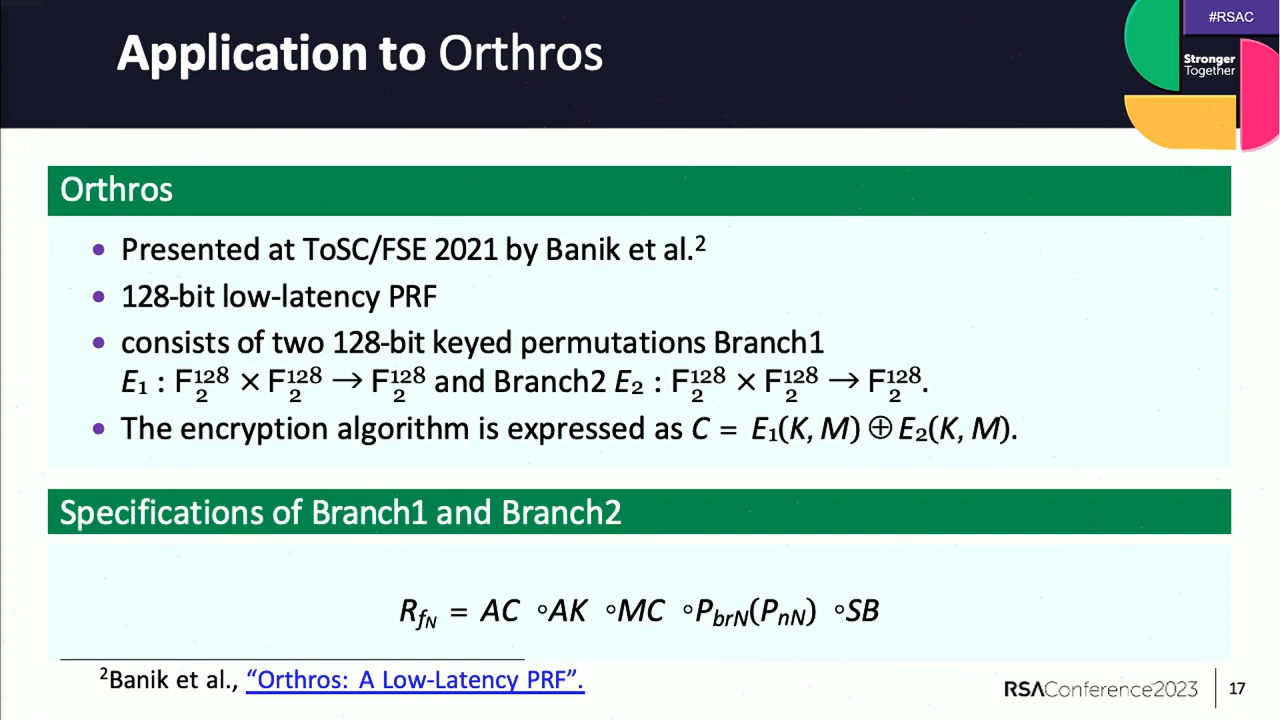 Application to Orthros
#RSAC
Stronger
Together
Orthros
• Presented at ToSC/FSE 2021 by Banik et al.²
• 128-bit low-latency PRF
• consists of two 128-bit keyed permutations Branch1
E₁ : F₂¹²⁸ × F₂¹²⁸ → F₂¹²⁸ and Branch2 E₂ : F₂¹²⁸ × F₂¹²⁸ → F₂¹²⁸.
• The encryption algorithm is expressed as C = E₁(K, M) ⊕ E₂(K, M).
Specifications of Branch1 and Branch2
R_{f_N} = AC ∘AK ∘MC ∘P_{brN}(P_{nN}) ∘SB
²Banik et al., “Orthros: A Low-Latency PRF”.
RSAConference2023
17